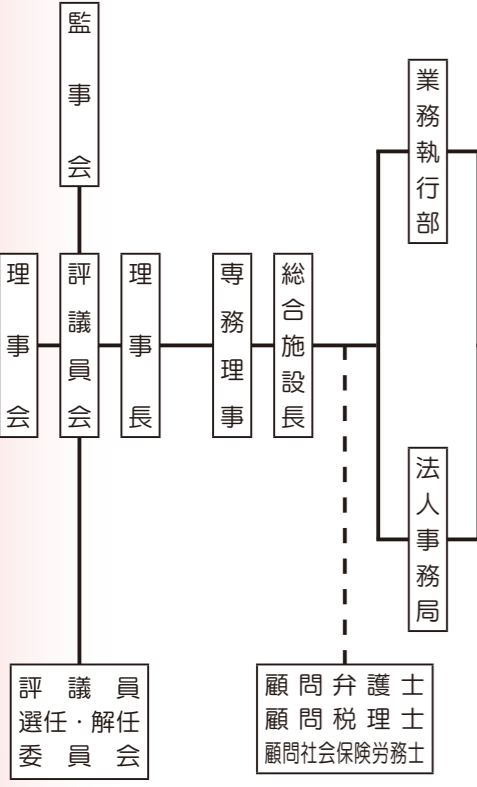 監事会
理事会
評議員会
理事長
専務理事
総合施設長
業務執行部
法人事務局
評議員
選任・解任
委員会
顧問弁護士
顧問税理士
顧問社会保険労務士